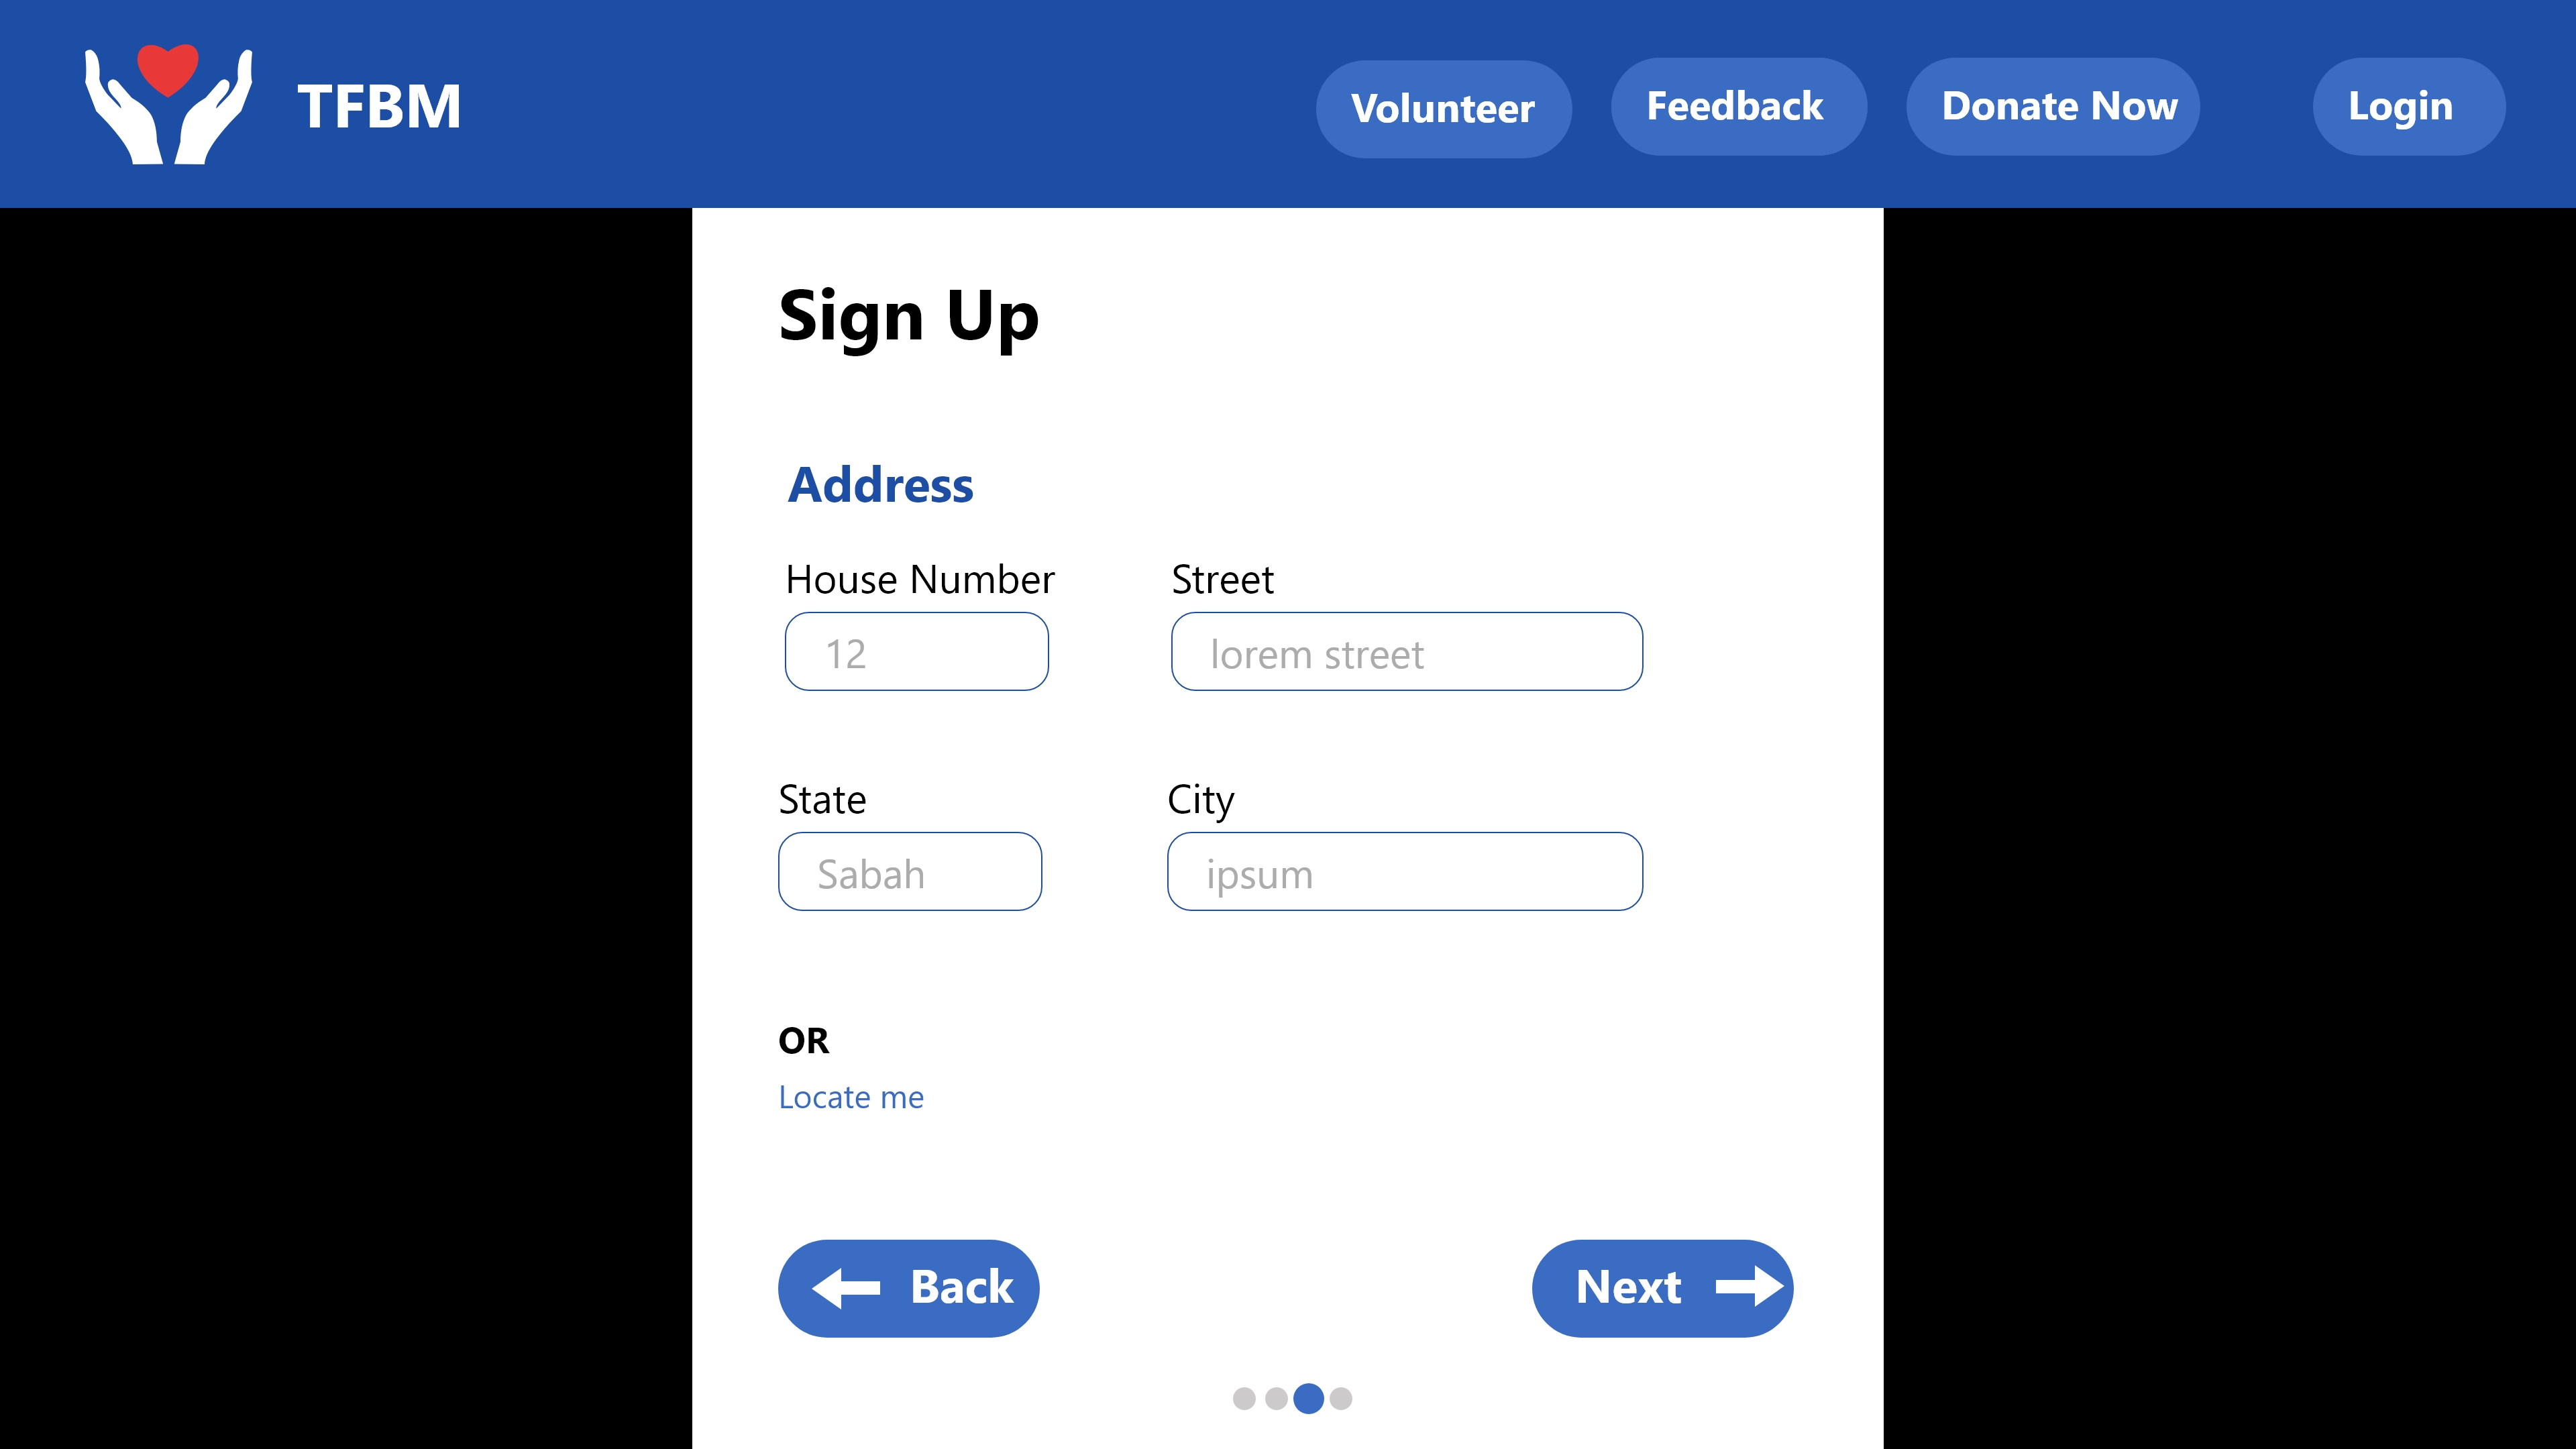 TFBM
Volunteer
Feedback
Donate Now
Login
Sign Up
Address
House Number
Street
12
lorem street
State
City
Sabah
ipsum
OR
Locate me
Back
Next